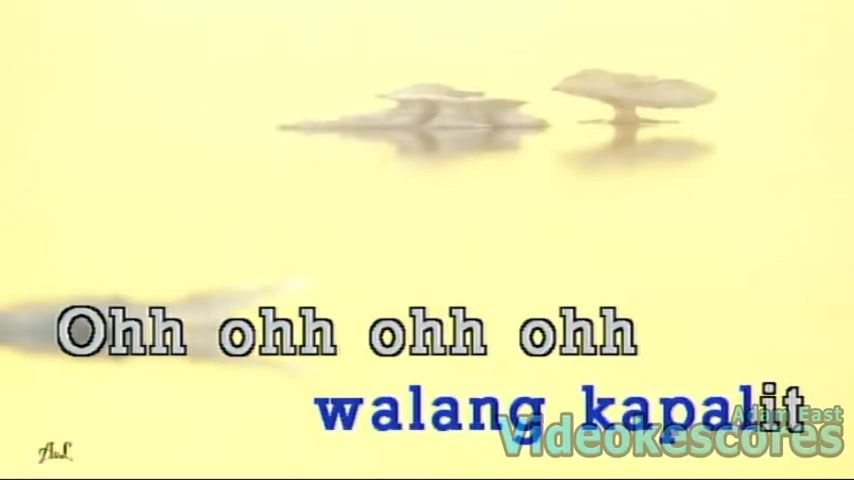 Ohh ohh ohh ohh
walang kapalit
Adam East
Videokescores
A&L